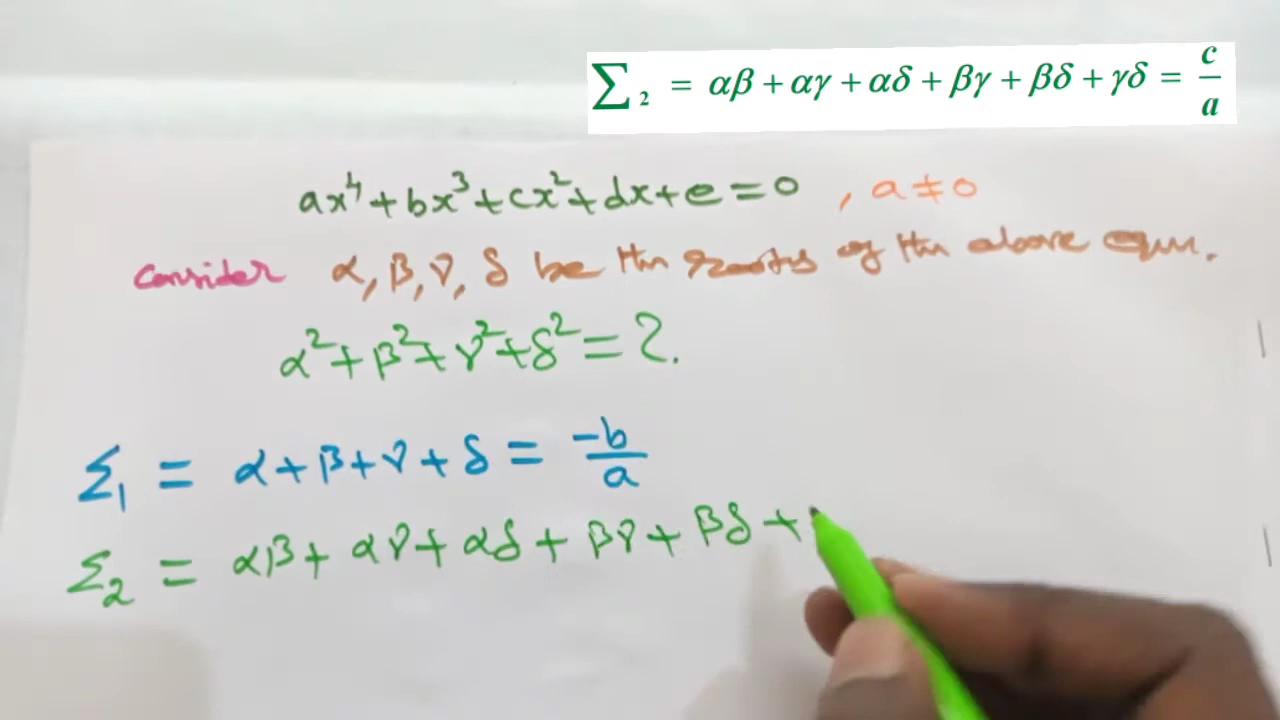 ∑₂ = αβ + αγ + αδ + βγ + βδ + γδ = c/a
ax⁴+bx³+cx²+dx+e=0 , a≠0
Consider α, β, γ, δ be the roots of the above equn.
α²+β²+γ²+δ²=?.
Σ₁ = α+β+γ+δ = -b/a
Σ₂ = αβ+ αγ+ αδ+ βγ+ βδ+